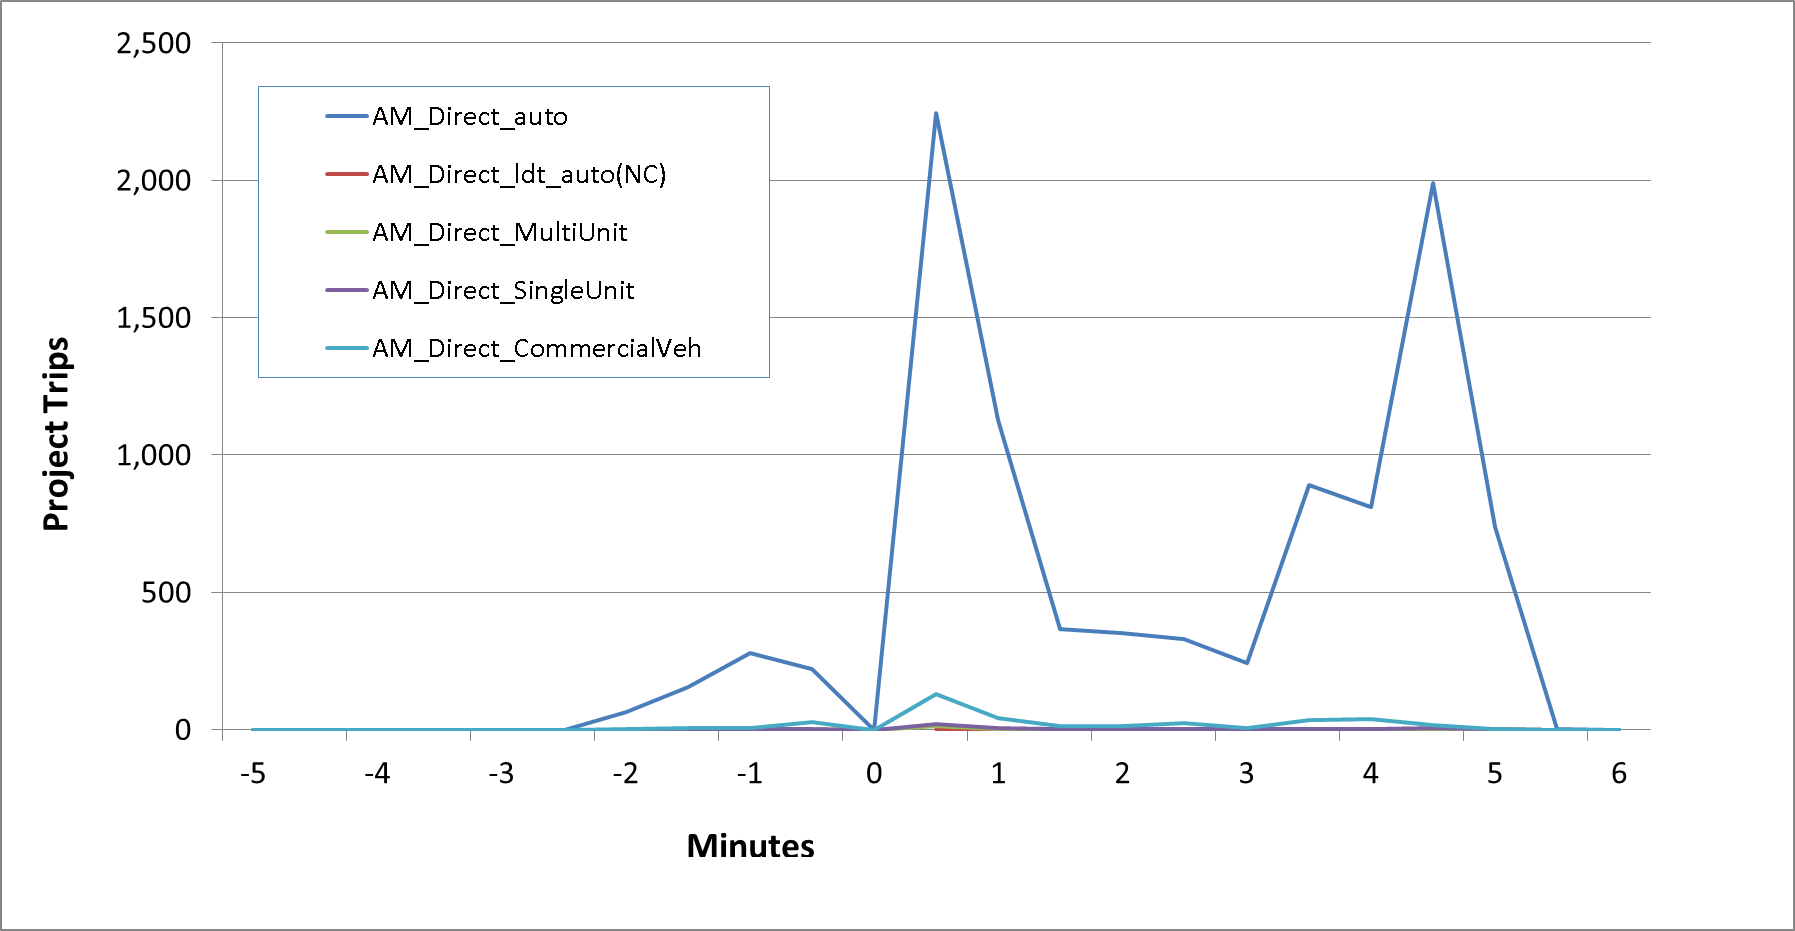 2,500
2,000
1,500
1,000
500
0
Project Trips
AM_Direct_auto
AM_Direct_ldt_auto(NC)
AM_Direct_MultiUnit
AM_Direct_SingleUnit
AM_Direct_CommercialVeh
-5 -4 -3 -2 -1 0 1 2 3 4 5 6
Minutes